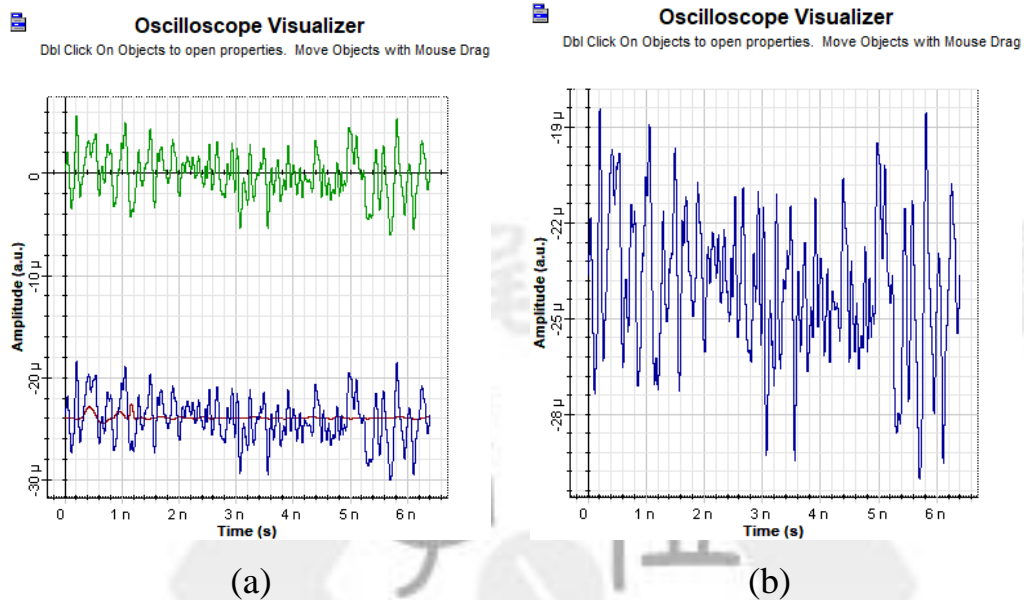 Oscilloscope Visualizer
Dbl Click On Objects to open properties. Move Objects with Mouse Drag
Amplitude (a.u.)
0
-10 µ
-20 µ
-30 µ
0 1 n 2 n 3 n 4 n 5 n 6 n
Time (s)
(a)
Oscilloscope Visualizer
Dbl Click On Objects to open properties. Move Objects with Mouse Drag
Amplitude (a.u.)
-19 µ
-22 µ
-25 µ
-28 µ
0 1 n 2 n 3 n 4 n 5 n 6 n
Time (s)
(b)